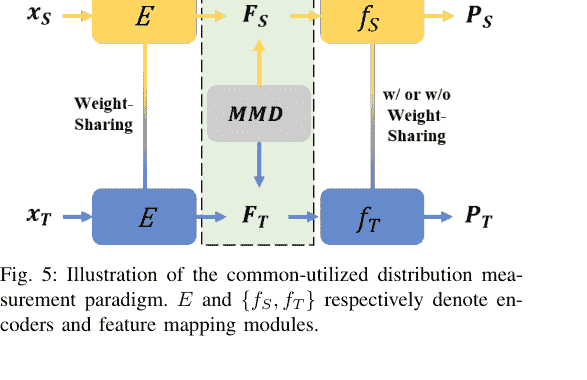 x_S E F_S f_S P_S
Weight-
Sharing
MMD
w/ or w/o
Weight-
Sharing
x_T E F_T f_T P_T
Fig. 5: Illustration of the common-utilized distribution mea-
surement paradigm. E and {f_S, f_T} respectively denote en-
coders and feature mapping modules.